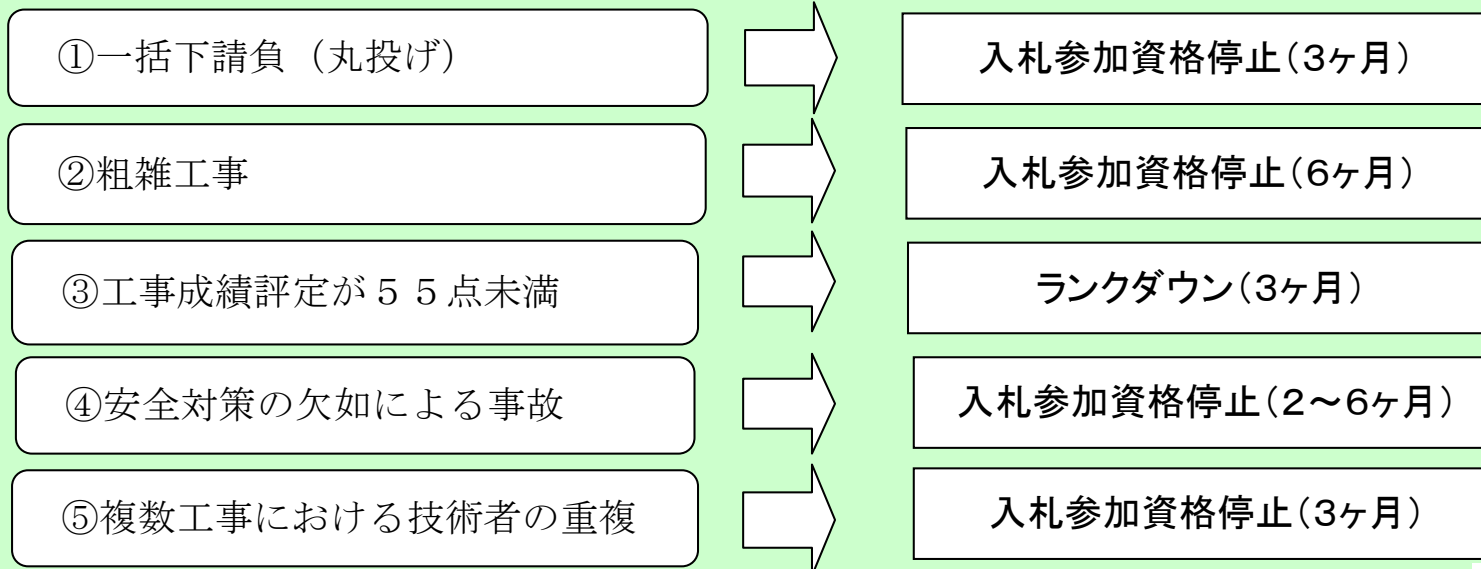 ①一括下請負（丸投げ）
入札参加資格停止（３ヶ月）
②粗雑工事
入札参加資格停止（６ヶ月）
③工事成績評定が５５点未満
ランクダウン（３ヶ月）
④安全対策の欠如による事故
入札参加資格停止（２～６ヶ月）
⑤複数工事における技術者の重複
入札参加資格停止（３ヶ月）